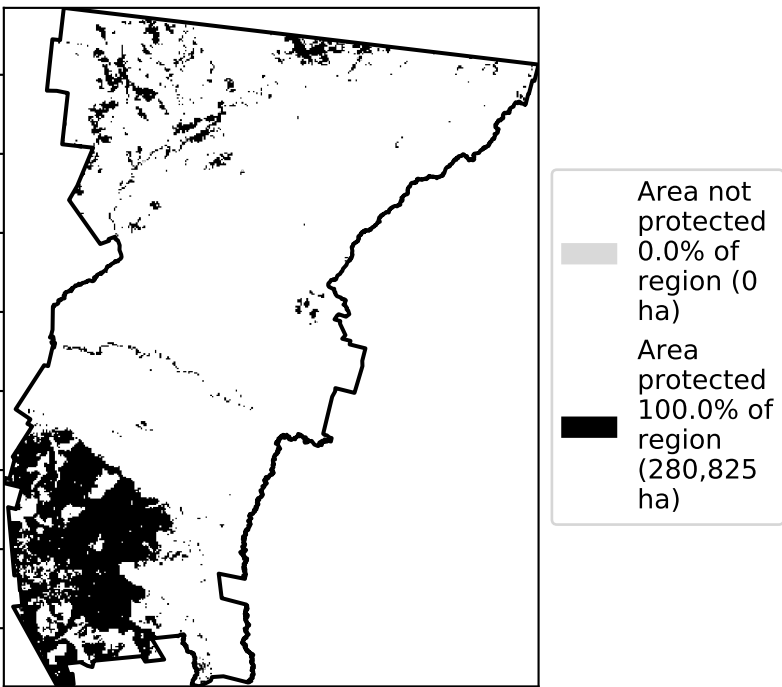 Area not
protected
0.0% of
region (0
ha)
Area
protected
100.0% of
region
(280,825
ha)